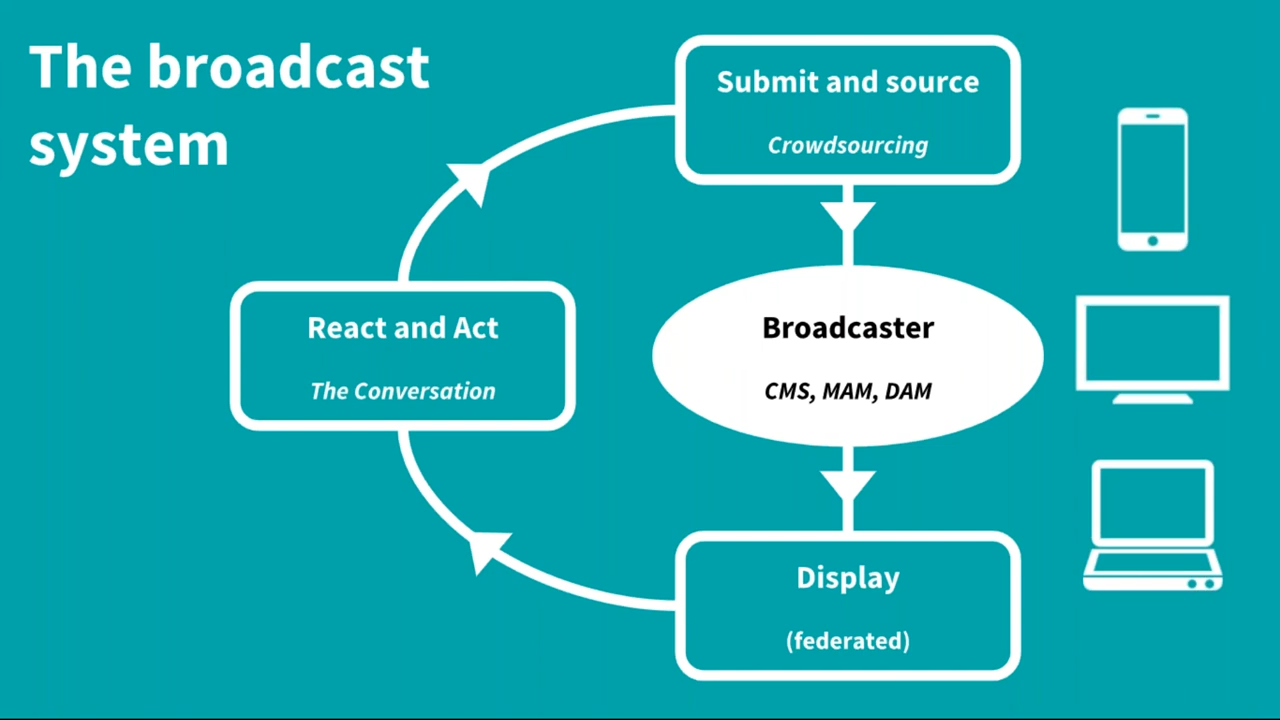 The broadcast
system
Submit and source
Crowdsourcing
React and Act
The Conversation
Broadcaster
CMS, MAM, DAM
Display
(federated)